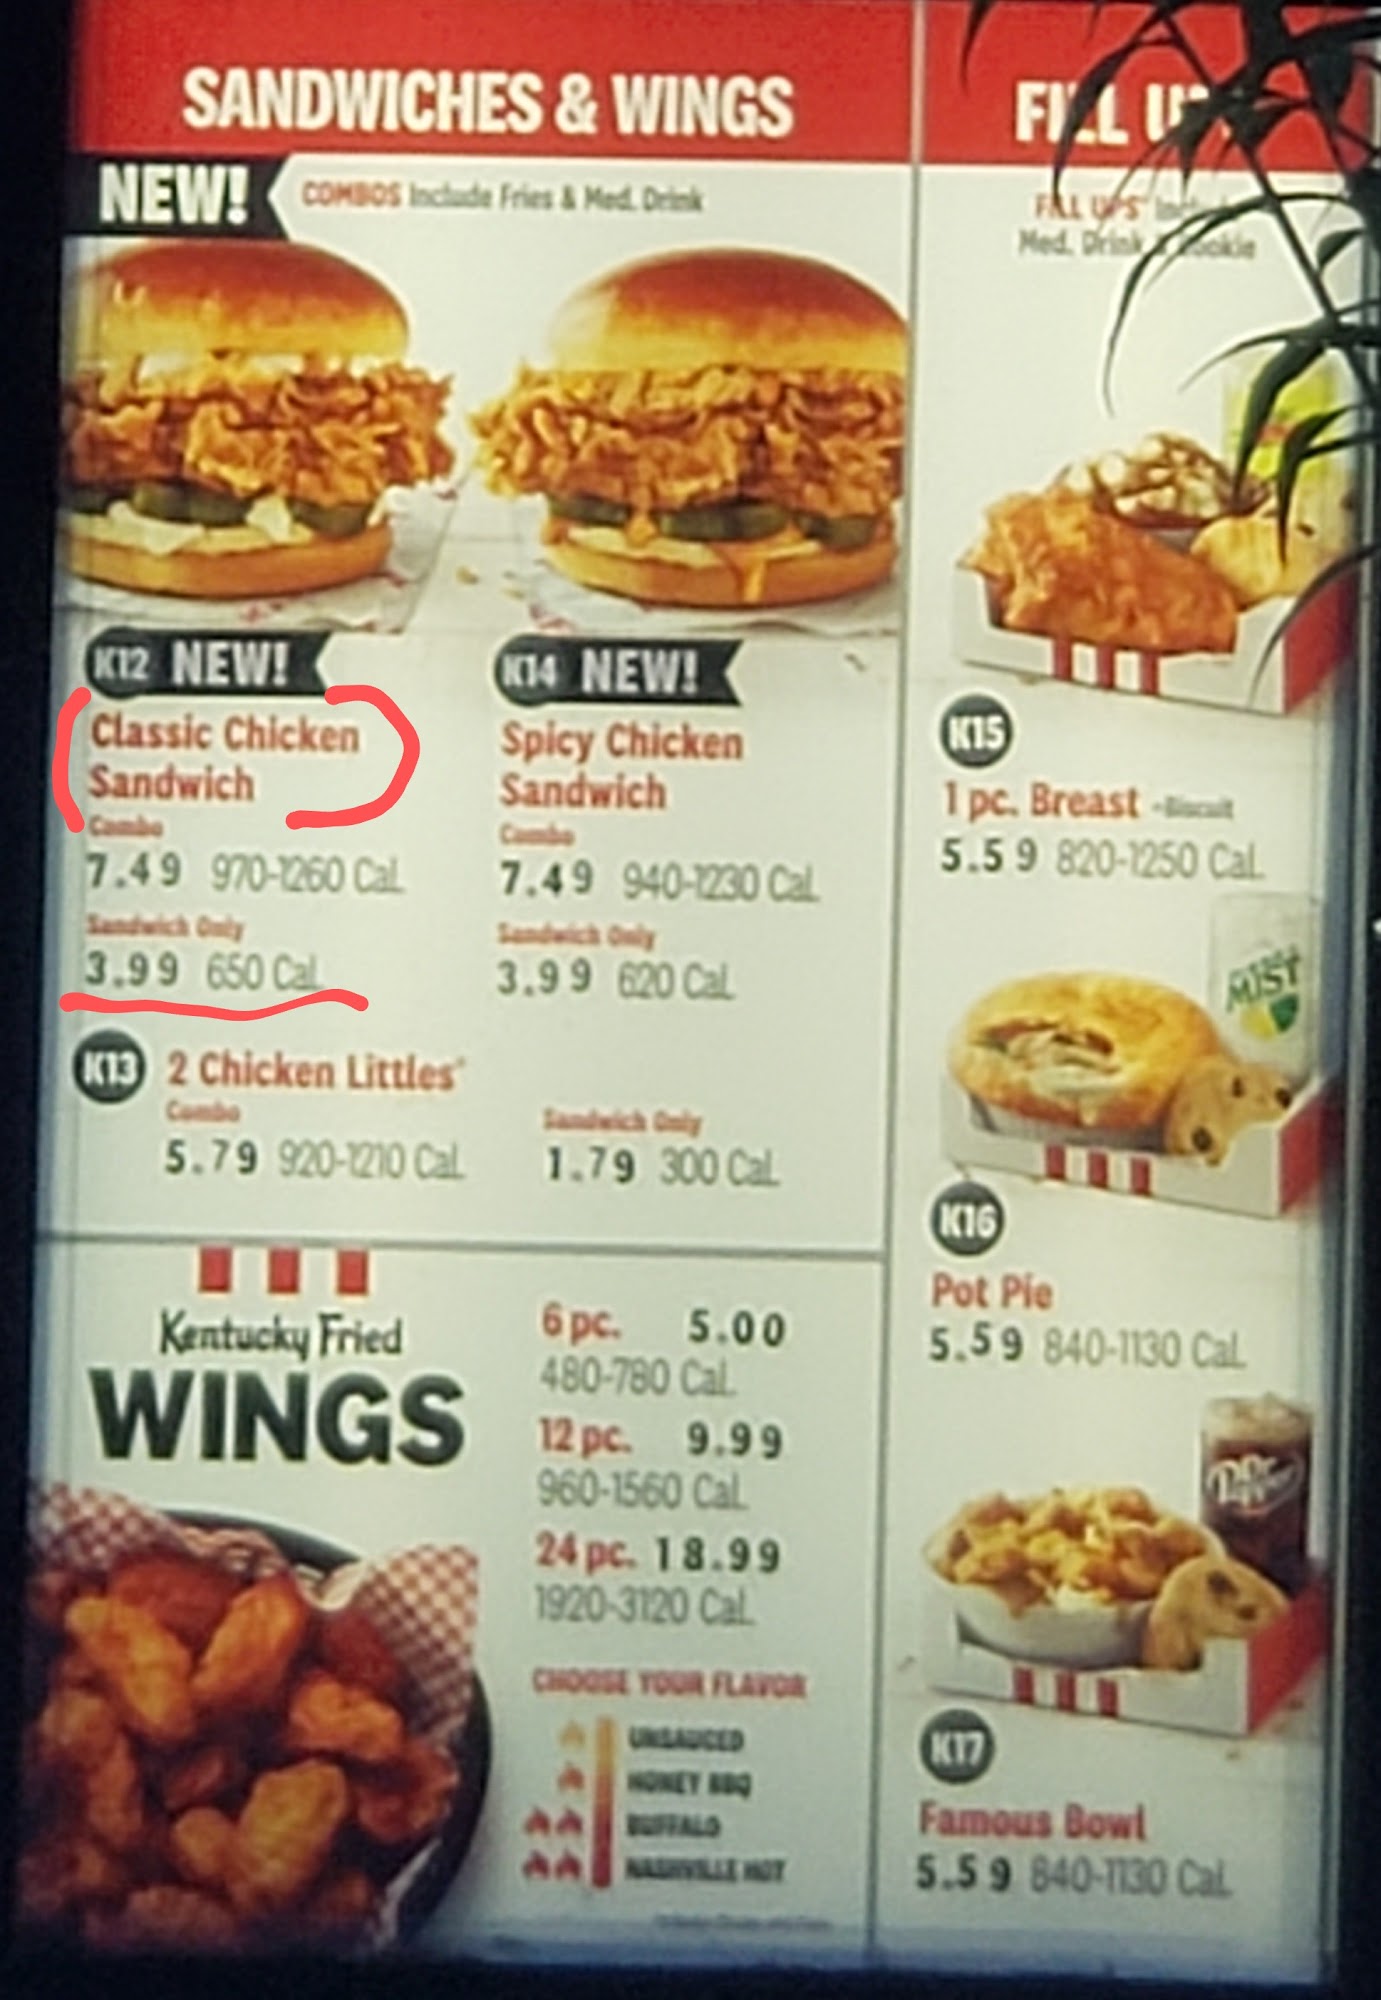 SANDWICHES & WINGS
NEW!
COMBOS Include Fries & Med. Drink
K12 NEW!
Classic Chicken
Sandwich
Combo
7.49 970-1260 Cal.
Sandwich Only
3.99 650 Cal.
K14 NEW!
Spicy Chicken
Sandwich
Combo
7.49 940-1230 Cal.
Sandwich Only
3.99 620 Cal.
K13 2 Chicken Littles®
Combo
5.79 920-1210 Cal.
Sandwich Only
1.79 300 Cal.
Kentucky Fried
WINGS
6 pc. 5.00
480-780 Cal.
12 pc. 9.99
960-1560 Cal.
24 pc. 18.99
1920-3120 Cal.
CHOOSE YOUR FLAVOR
UNSAUCED
HONEY BBQ
BUFFALO
NASHVILLE HOT
FILL
FILL UPS
Med. Drink Cookie
K15
1 pc. Breast +Biscuit
5.59 820-1250 Cal.
MIST
K16
Pot Pie
5.59 840-1130 Cal.
Dr Pepper
K17
Famous Bowl
5.59 840-1130 Cal.